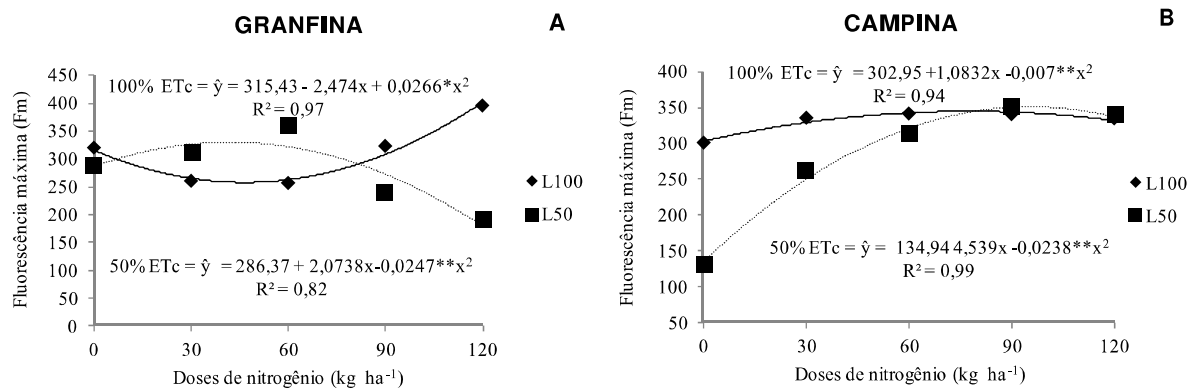 GRANFINA
A
450
400
350
300
250
200
150
100
50
0
Fluorescência máxima (Fm)
100% ETc = ŷ = 315,43 - 2,474x + 0,0266*x²
R² = 0,97
50% ETc = ŷ = 286,37 + 2,0738x-0,0247**x²
R² = 0,82
0
30
60
90
120
Doses de nitrogênio (kg ha⁻¹)
L100
L50
CAMPINA
B
400
350
300
250
200
150
100
50
Fluorescência máxima (Fm)
100% ETc = ŷ = 302,95 +1,0832x -0,007**x²
R² = 0,94
50% ETc = ŷ = 134,94 4,539x -0,0238**x²
R² = 0,99
0
30
60
90
120
Doses de nitrogênio (kg ha⁻¹)
L100
L50